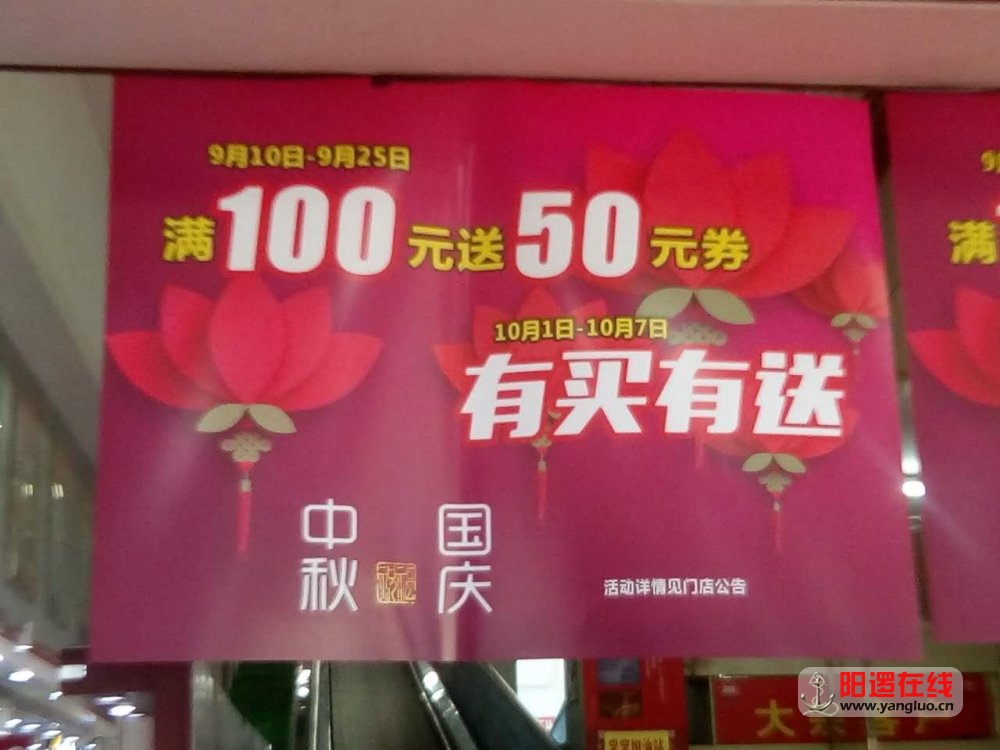 9月10日-9月25日
满100元送50元券
10月1日-10月7日
有买有送
中秋
国庆
活动详情见门店公告
满
阳逻在线
www.yangluo.cn